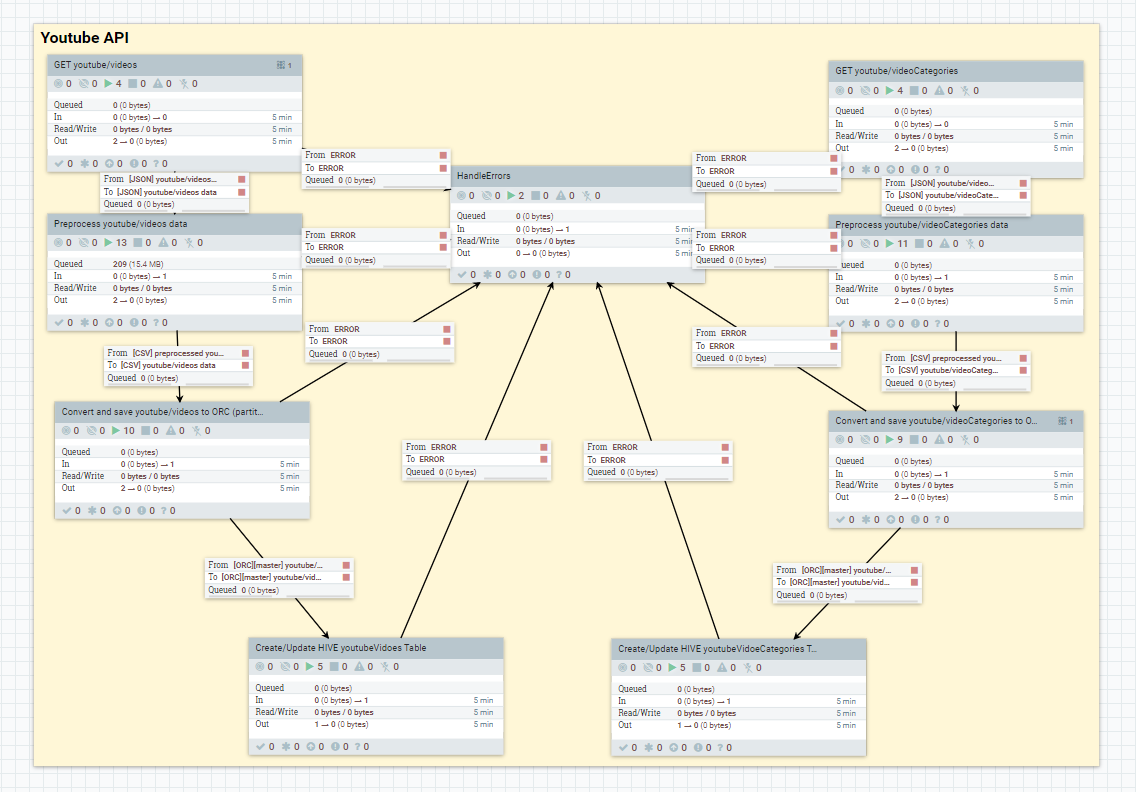 Youtube API
GET youtube/videos 1
0 0 4 0 0 0
Queued 0 (0 bytes)
In 0 (0 bytes) → 0 5 min
Read/Write 0 bytes / 0 bytes 5 min
Out 2 → 0 (0 bytes) 5 min
0 0 0 0 ? 0
From [JSON] youtube/videos...
To [JSON] youtube/videos data
Queued 0 (0 bytes)
Preprocess youtube/videos data
0 0 13 0 0 0
Queued 209 (15.4 MB)
In 0 (0 bytes) → 1 5 min
Read/Write 0 bytes / 0 bytes 5 min
Out 2 → 0 (0 bytes) 5 min
0 0 0 0 ? 0
From [CSV] preprocessed you...
To [CSV] youtube/videos data
Queued 0 (0 bytes)
Convert and save youtube/videos to ORC (partit...
0 0 10 0 0 0
Queued 0 (0 bytes)
In 0 (0 bytes) → 1 5 min
Read/Write 0 bytes / 0 bytes 5 min
Out 2 → 0 (0 bytes) 5 min
0 0 0 0 ? 0
From [ORC][master] youtube/...
To [ORC][master] youtube/vid...
Queued 0 (0 bytes)
Create/Update HIVE youtubeVidoes Table
0 0 5 0 0 0
Queued 0 (0 bytes)
In 0 (0 bytes) → 1 5 min
Read/Write 0 bytes / 0 bytes 5 min
Out 1 → 0 (0 bytes) 5 min
0 0 0 0 ? 0
From ERROR
To ERROR
Queued 0 (0 bytes)
From ERROR
To ERROR
Queued 0 (0 bytes)
From ERROR
To ERROR
Queued 0 (0 bytes)
From ERROR
To ERROR
Queued 0 (0 bytes)
HandleErrors
0 0 2 0 0 0
Queued 0 (0 bytes)
In 0 (0 bytes) → 1 5 min
Read/Write 0 bytes / 0 bytes 5 min
Out 0 → 0 (0 bytes) 5 min
0 0 0 0 ? 0
From ERROR
To ERROR
Queued 0 (0 bytes)
From ERROR
To ERROR
Queued 0 (0 bytes)
From ERROR
To ERROR
Queued 0 (0 bytes)
From ERROR
To ERROR
Queued 0 (0 bytes)
GET youtube/videoCategories
0 0 4 0 0 0
Queued 0 (0 bytes)
In 0 (0 bytes) → 0 5 min
Read/Write 0 bytes / 0 bytes 5 min
Out 2 → 0 (0 bytes) 5 min
0 0 0 0 ? 0
From [JSON] youtube/video...
To [JSON] youtube/videoCate...
Queued 0 (0 bytes)
Preprocess youtube/videoCategories data
0 0 11 0 0 0
ueued 0 (0 bytes)
In 0 (0 bytes) → 1 5 min
Read/Write 0 bytes / 0 bytes 5 min
Out 2 → 0 (0 bytes) 5 min
0 0 0 0 ? 0
From [CSV] preprocessed you...
To [CSV] youtube/videoCateg...
Queued 0 (0 bytes)
Convert and save youtube/videoCategories to O... 1
0 0 9 0 0 0
Queued 0 (0 bytes)
In 0 (0 bytes) → 1 5 min
Read/Write 0 bytes / 0 bytes 5 min
Out 2 → 0 (0 bytes) 5 min
0 0 0 0 ? 0
From [ORC][master] youtube/...
To [ORC][master] youtube/vid...
Queued 0 (0 bytes)
Create/Update HIVE youtubeVidoeCategories T...
0 0 5 0 0 0
Queued 0 (0 bytes)
In 0 (0 bytes) → 1 5 min
Read/Write 0 bytes / 0 bytes 5 min
Out 1 → 0 (0 bytes) 5 min
0 0 0 0 ? 0